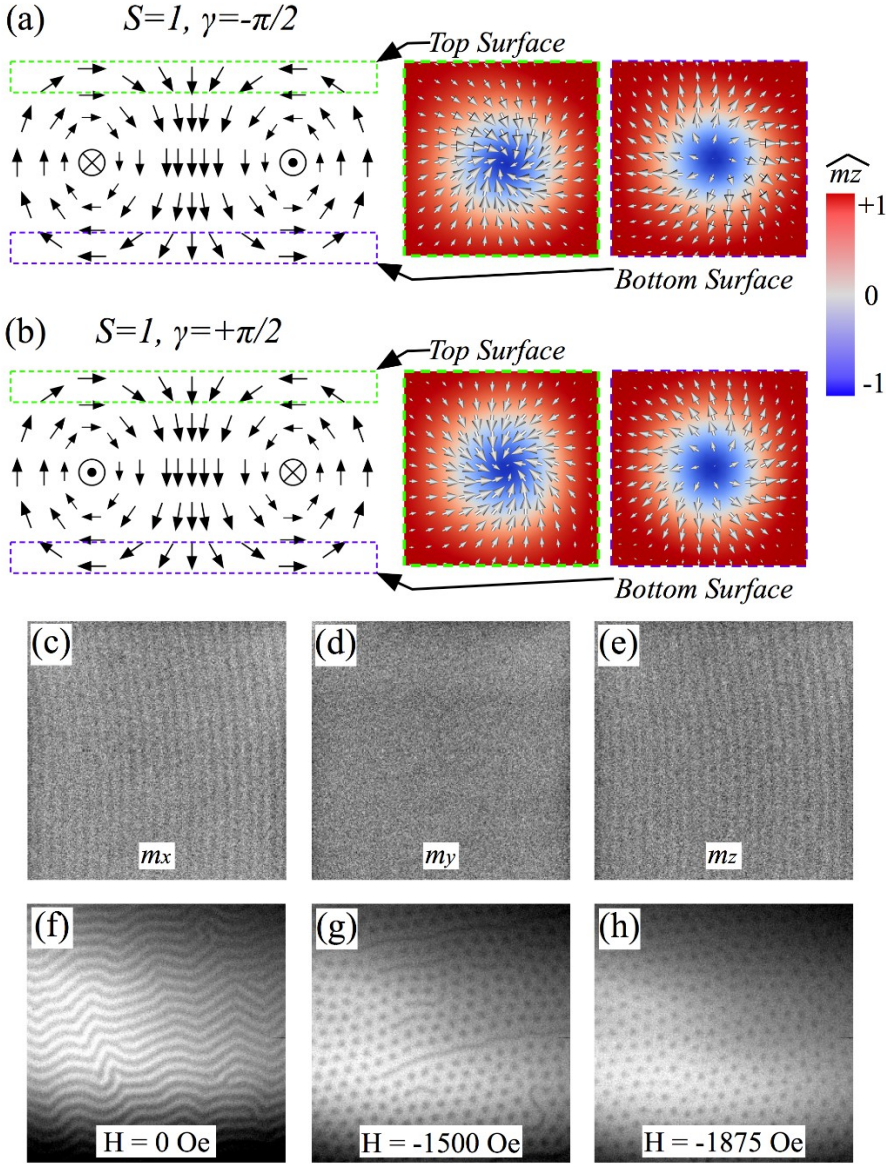 (a)
S=1, γ=-π/2
Top Surface
Bottom Surface
m̂z
+1
0
-1
(b)
S=1, γ=+π/2
Top Surface
Bottom Surface
(c)
mx
(d)
my
(e)
mz
(f)
H = 0 Oe
(g)
H = -1500 Oe
(h)
H = -1875 Oe